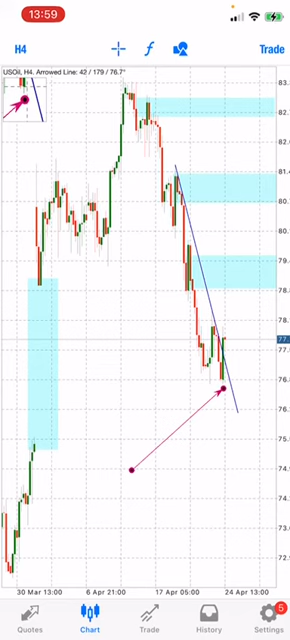 13:59
H4
f
Trade
USOil, H4. Arrowed Line: 42 / 179 / 76.7°
83.
82.
81.
80.
79.
78.
77.
77.
76.
76.
74.
73.
72.
30 Mar 13:00
6 Apr 21:00
17 Apr 05:00
24 Apr 13:00
5
Quotes
Chart
Trade
History
Settings